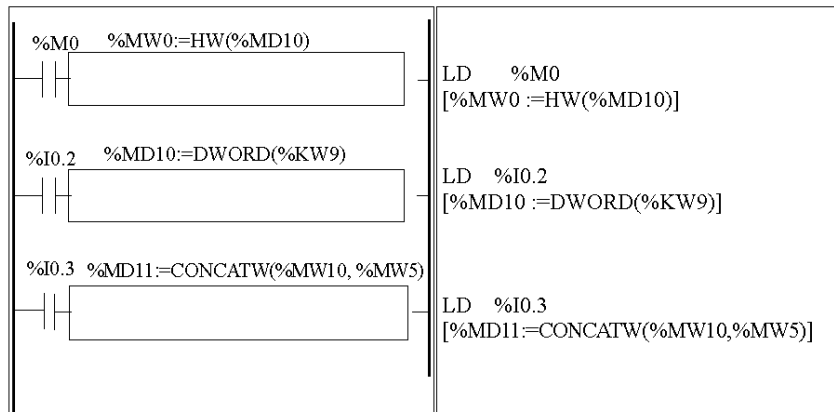 %M0 %MW0:=HW(%MD10)
LD %M0
[%MW0 :=HW(%MD10)]
%I0.2 %MD10:=DWORD(%KW9)
LD %I0.2
[%MD10 :=DWORD(%KW9)]
%I0.3 %MD11:=CONCATW(%MW10, %MW5)
LD %I0.3
[%MD11:=CONCATW(%MW10,%MW5)]